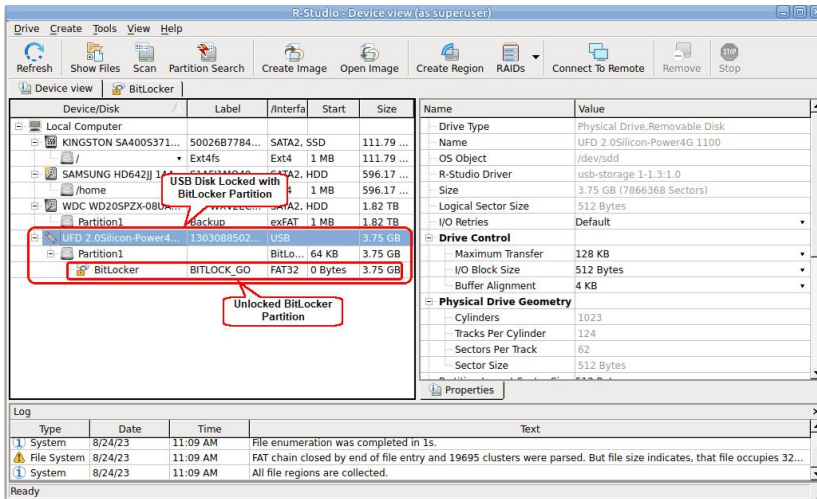 R-Studio - Device view (as superuser)
Drive Create Tools View Help
Refresh Show Files Scan Partition Search Create Image Open Image Create Region RAIDs Connect To Remote Remove Stop
Device view BitLocker
Device/Disk Label /Interfa Start Size
Local Computer
KINGSTON SA400S371... 50026B7784... SATA2, SSD 111.79 ...
/ Ext4fs Ext4 1 MB 111.79 ...
SAMSUNG HD642JJ SATA2, HDD 596.17 ...
/home 1 MB 596.17 ...
WDC WD20SPZX-08UA... SATA2, HDD 1.82 TB
Partition1 Backup exFAT 1 MB 1.82 TB
UFD 2.0Silicon-Power4... 1303088502... USB 3.75 GB
Partition1 BitLo... 64 KB 3.75 GB
BitLocker BITLOCK_GO FAT32 0 Bytes 3.75 GB
USB Disk Locked with
BitLocker Partition
Unlocked BitLocker
Partition
Name Value
Drive Type Physical Drive,Removable Disk
Name UFD 2.0Silicon-Power4G 1100
OS Object /dev/sdd
R-Studio Driver usb-storage 1-1.3:1.0
Size 3.75 GB (7866368 Sectors)
Logical Sector Size 512 Bytes
I/O Retries Default
Drive Control
Maximum Transfer 128 KB
I/O Block Size 512 Bytes
Buffer Alignment 4 KB
Physical Drive Geometry
Cylinders 1023
Tracks Per Cylinder 124
Sectors Per Track 62
Sector Size 512 Bytes
Properties
Log
Type Date Time Text
System 8/24/23 11:09 AM File enumeration was completed in 1s.
File System 8/24/23 11:09 AM FAT chain closed by end of file entry and 19695 clusters were parsed. But file size indicates, that file occupies 32...
System 8/24/23 11:09 AM All file regions are collected.
Ready